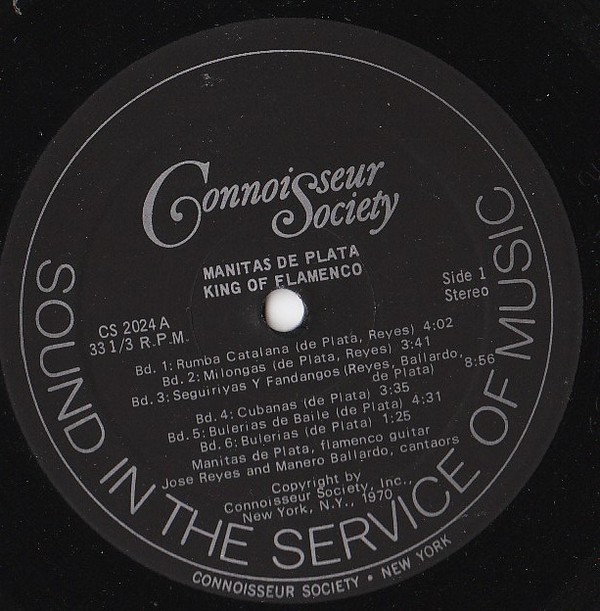 Connoisseur
Society
MANITAS DE PLATA
KING OF FLAMENCO
Side 1
Stereo
CS 2024 A
33 1/3 R.P.M.
Bd. 1: Rumba Catalana (de Plata, Reyes) 4:02
Bd. 2: Milongas (de Plata, Reyes) 3:41
Bd. 3: Seguiriyas Y Fandangos (Reyes, Ballardo, 8:56
de Plata)
Bd. 4: Cubanas (de Plata) 3:35
Bd. 5: Bulerias de Baile (de Plata) 4:31
Bd. 6: Bulerias (de Plata) 1:25
Manitas de Plata, flamenco guitar
Jose Reyes and Manero Ballardo, cantaors
Copyright by
Connoisseur Society, Inc.,
New York, N.Y., 1970
SOUND IN THE SERVICE OF MUSIC
CONNOISSEUR SOCIETY • NEW YORK